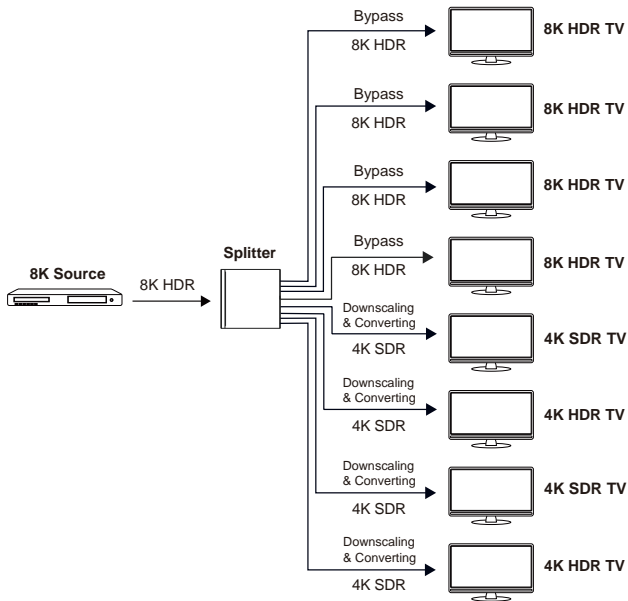 Bypass
8K HDR
8K HDR TV
Bypass
8K HDR
8K HDR TV
Bypass
8K HDR
8K HDR TV
Bypass
8K HDR
8K HDR TV
8K Source
8K HDR
Splitter
Downscaling
& Converting
4K SDR
4K SDR TV
Downscaling
& Converting
4K SDR
4K HDR TV
Downscaling
& Converting
4K SDR
4K SDR TV
Downscaling
& Converting
4K SDR
4K HDR TV